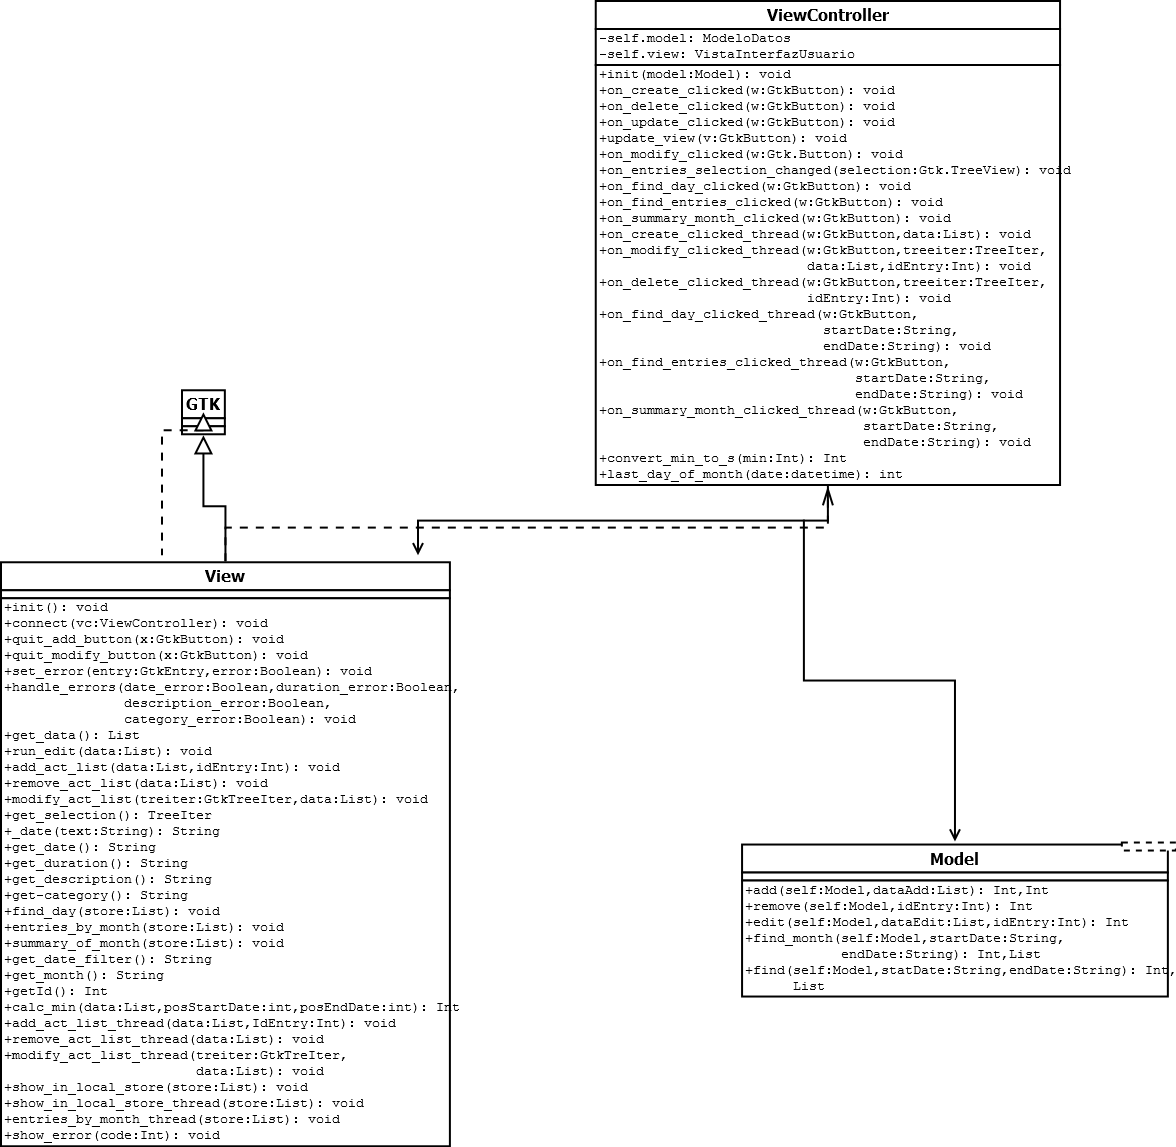 ViewController
-self.model: ModeloDatos
-self.view: VistaInterfazUsuario
+init(model:Model): void
+on_create_clicked(w:GtkButton): void
+on_delete_clicked(w:GtkButton): void
+on_update_clicked(w:GtkButton): void
+update_view(v:GtkButton): void
+on_modify_clicked(w:Gtk.Button): void
+on_entries_selection_changed(selection:Gtk.TreeView): void
+on_find_day_clicked(w:GtkButton): void
+on_find_entries_clicked(w:GtkButton): void
+on_summary_month_clicked(w:GtkButton): void
+on_create_clicked_thread(w:GtkButton,data:List): void
+on_modify_clicked_thread(w:GtkButton,treeiter:TreeIter,
data:List,idEntry:Int): void
+on_delete_clicked_thread(w:GtkButton,treeiter:TreeIter,
idEntry:Int): void
+on_find_day_clicked_thread(w:GtkButton,
startDate:String,
endDate:String): void
+on_find_entries_clicked_thread(w:GtkButton,
startDate:String,
endDate:String): void
+on_summary_month_clicked_thread(w:GtkButton,
startDate:String,
endDate:String): void
+convert_min_to_s(min:Int): Int
+last_day_of_month(date:datetime): int
GTK
View
+init(): void
+connect(vc:ViewController): void
+quit_add_button(x:GtkButton): void
+quit_modify_button(x:GtkButton): void
+set_error(entry:GtkEntry,error:Boolean): void
+handle_errors(date_error:Boolean,duration_error:Boolean,
description_error:Boolean,
category_error:Boolean): void
+get_data(): List
+run_edit(data:List): void
+add_act_list(data:List,idEntry:Int): void
+remove_act_list(data:List): void
+modify_act_list(treiter:GtkTreeIter,data:List): void
+get_selection(): TreeIter
+_date(text:String): String
+get_date(): String
+get_duration(): String
+get_description(): String
+get-category(): String
+find_day(store:List): void
+entries_by_month(store:List): void
+summary_of_month(store:List): void
+get_date_filter(): String
+get_month(): String
+getId(): Int
+calc_min(data:List,posStartDate:int,posEndDate:int): Int
+add_act_list_thread(data:List,IdEntry:Int): void
+remove_act_list_thread(data:List): void
+modify_act_list_thread(treiter:GtkTreIter,
data:List): void
+show_in_local_store(store:List): void
+show_in_local_store_thread(store:List): void
+entries_by_month_thread(store:List): void
+show_error(code:Int): void
Model
+add(self:Model,dataAdd:List): Int,Int
+remove(self:Model,idEntry:Int): Int
+edit(self:Model,dataEdit:List,idEntry:Int): Int
+find_month(self:Model,startDate:String,
endDate:String): Int,List
+find(self:Model,statDate:String,endDate:String): Int,
List